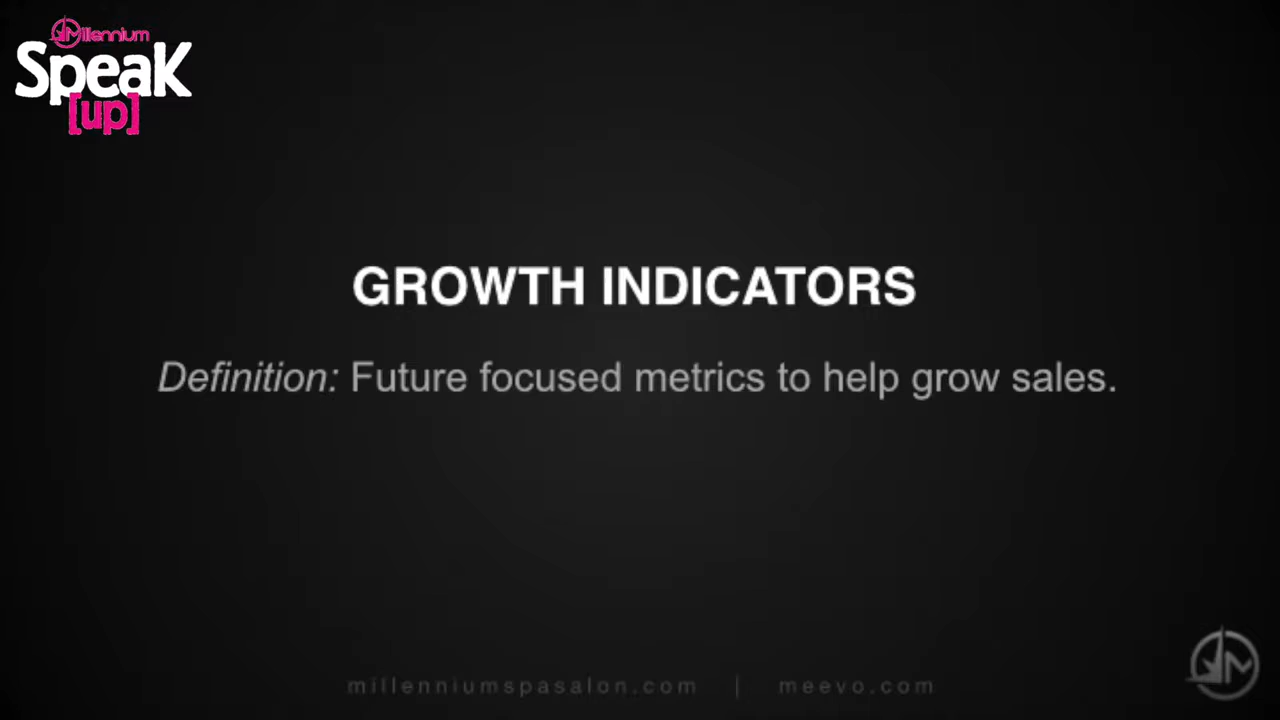 Millennium
Speak
[up]
GROWTH INDICATORS
Definition: Future focused metrics to help grow sales.
millenniumspasalon.com | meevo.com